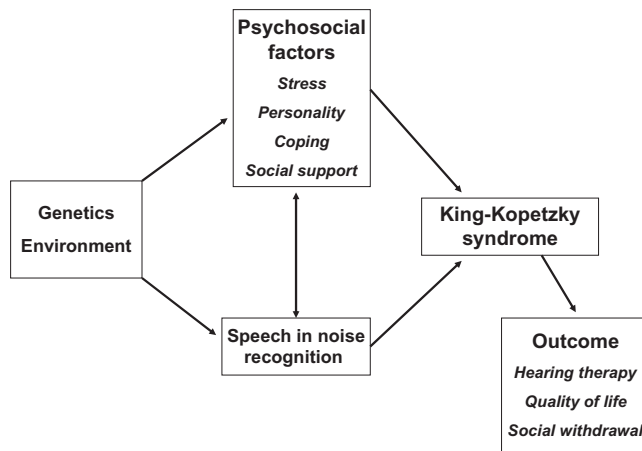 Psychosocial
factors
Stress
Personality
Coping
Social support
Genetics
Environment
King-Kopetzky
syndrome
Speech in noise
recognition
Outcome
Hearing therapy
Quality of life
Social withdrawal